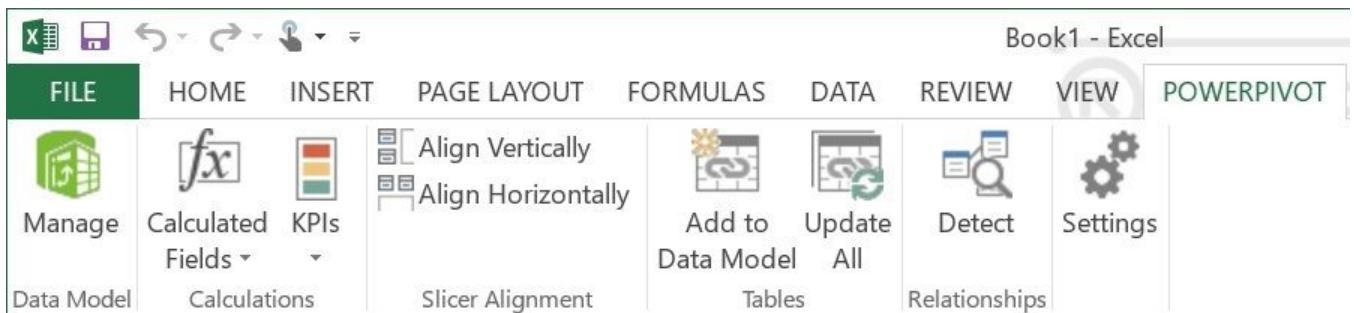 Book1 - Excel
FILE HOME INSERT PAGE LAYOUT FORMULAS DATA REVIEW VIEW POWERPIVOT
Manage
Data Model
Calculated
Fields
KPIs
Calculations
Align Vertically
Align Horizontally
Slicer Alignment
Add to
Data Model
Update
All
Tables
Detect
Relationships
Settings